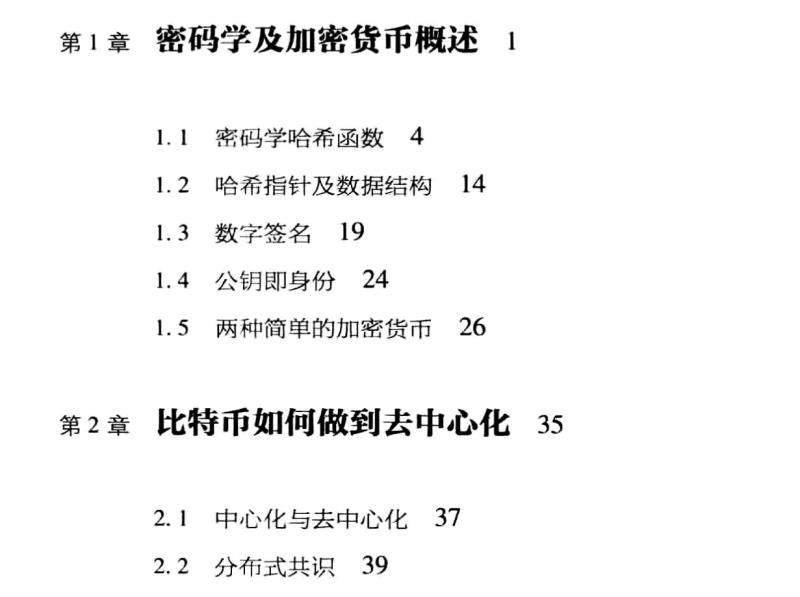 第1章 密码学及加密货币概述 1
1.1 密码学哈希函数 4
1.2 哈希指针及数据结构 14
1.3 数字签名 19
1.4 公钥即身份 24
1.5 两种简单的加密货币 26
第2章 比特币如何做到去中心化 35
2.1 中心化与去中心化 37
2.2 分布式共识 39